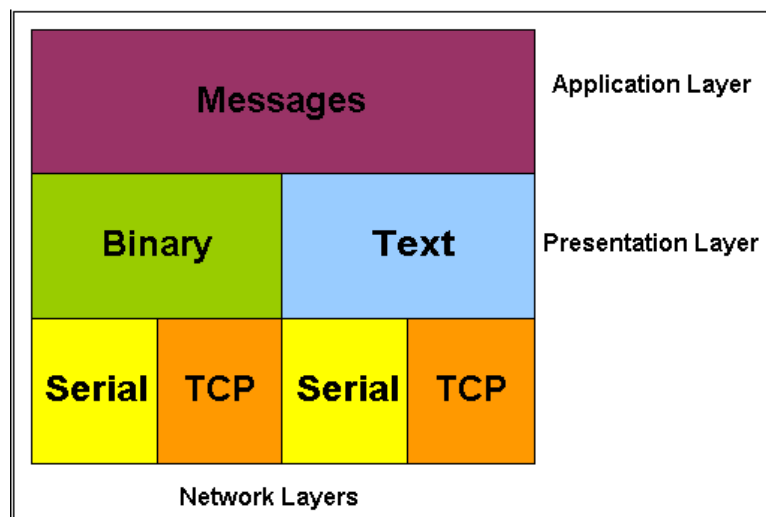 Messages
Application Layer
Binary
Text
Presentation Layer
Serial
TCP
Serial
TCP
Network Layers